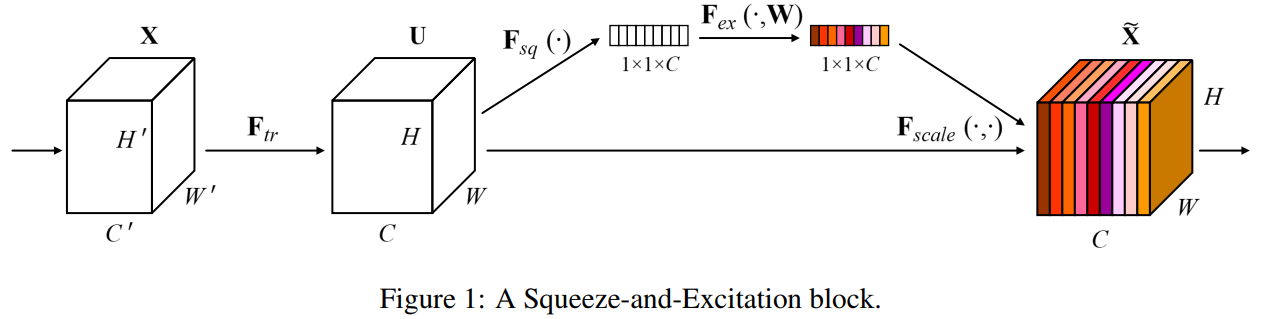 X
U
F_sq (·)
F_ex (·,W)
1×1×C
1×1×C
X̃
H′
F_tr
H
F_scale (·,·)
H
W′
W
W
C′
C
C
Figure 1: A Squeeze-and-Excitation block.